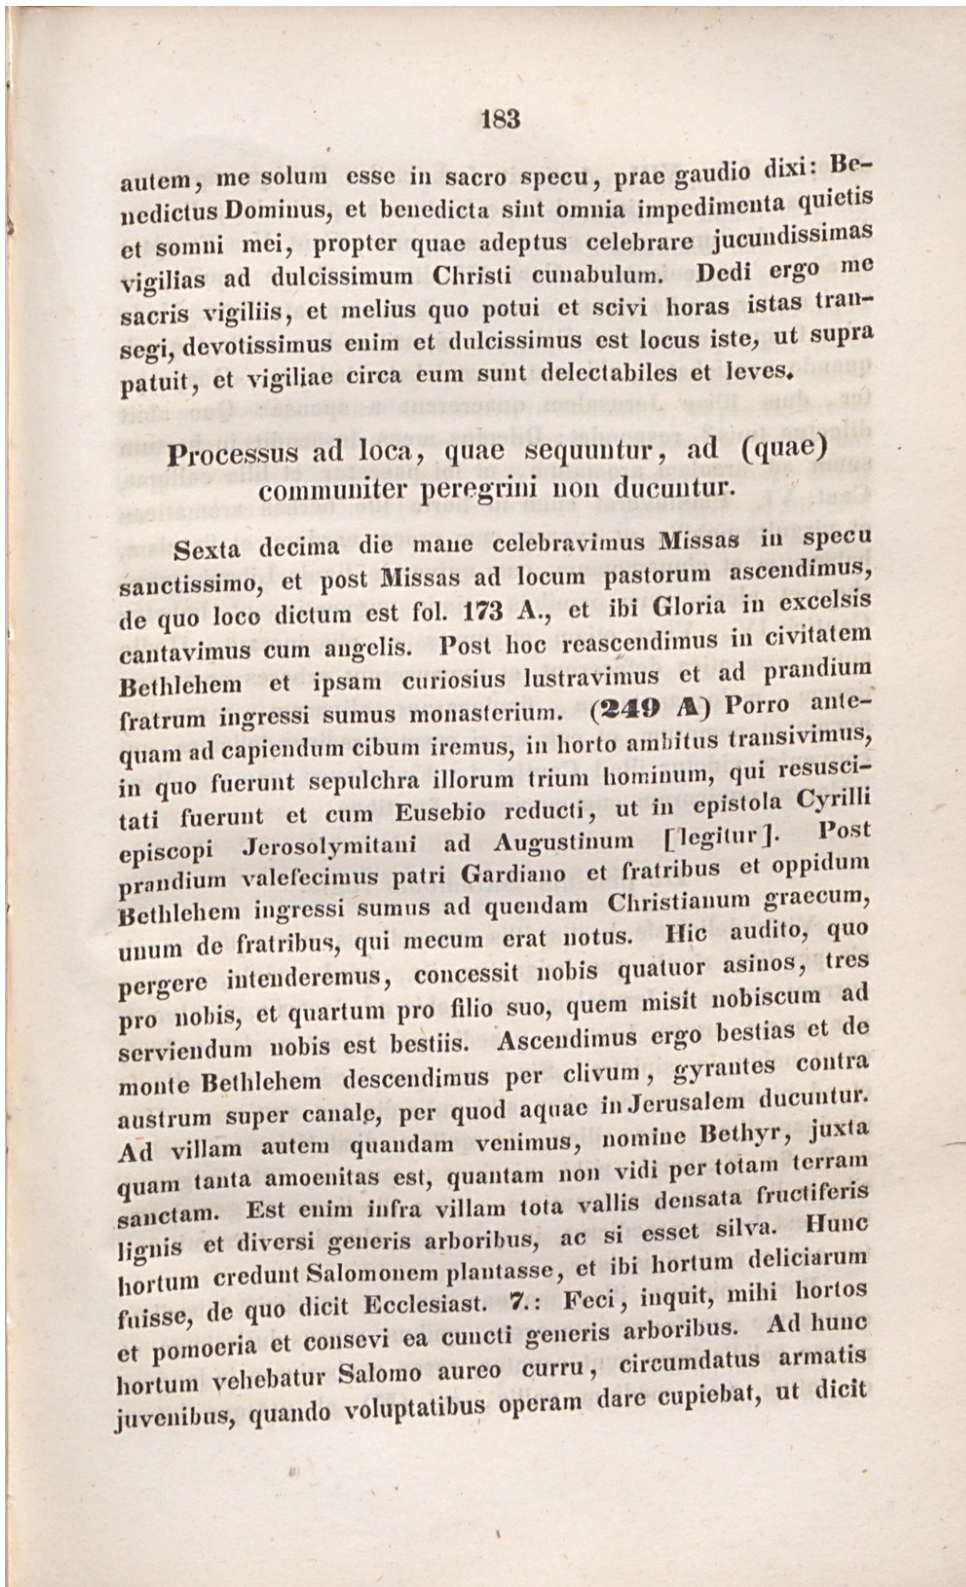 183
autem, me solum esse in sacro specu, prae gaudio dixi: Be-
nedictus Dominus, et benedicta sint omnia impedimenta quietis
et somni mei, propter quae adeptus celebrare jucundissimas
vigilias ad dulcissimum Christi cunabulum. Dedi ergo me
sacris vigiliis, et melius quo potui et scivi horas istas tran-
segi, devotissimus enim et dulcissimus est locus iste, ut supra
patuit, et vigiliae circa eum sunt delectabiles et leves.
Processus ad loca, quae sequuntur, ad (quae)
communiter peregrini non ducuntur.
Sexta decima die mane celebravimus Missas in specu
sanctissimo, et post Missas ad locum pastorum ascendimus,
de quo loco dictum est fol. 173 A., et ibi Gloria in excelsis
cantavimus cum angelis. Post hoc reascendimus in civitatem
Bethlehem et ipsam curiosius lustravimus et ad prandium
fratrum ingressi sumus monasterium. (249 A) Porro ante-
quam ad capiendum cibum iremus, in horto ambitus transivimus,
in quo fuerunt sepulchra illorum trium hominum, qui resusci-
tati fuerunt et cum Eusebio reducti, ut in epistola Cyrilli
episcopi Jerosolymitani ad Augustinum [legitur]. Post
prandium valefecimus patri Gardiano et fratribus et oppidum
Bethlehem ingressi sumus ad quendam Christianum graecum,
unum de fratribus, qui mecum erat notus. Hic audito, quo
pergere intenderemus, concessit nobis quatuor asinos, tres
pro nobis, et quartum pro filio suo, quem misit nobiscum ad
serviendum nobis est bestiis. Ascendimus ergo bestias et de
monte Bethlehem descendimus per clivum, gyrantes contra
austrum super canale, per quod aquae in Jerusalem ducuntur.
Ad villam autem quandam venimus, nomine Bethyr, juxta
quam tanta amoenitas est, quantam non vidi per totam terram
sanctam. Est enim infra villam tota vallis densata fructiferis
lignis et diversi generis arboribus, ac si esset silva. Hunc
hortum credunt Salomonem plantasse, et ibi hortum deliciarum
fuisse, de quo dicit Ecclesiast. 7.: Feci, inquit, mihi hortos
et pomoeria et consevi ea cuncti generis arboribus. Ad hunc
hortum vehebatur Salomo aureo curru, circumdatus armatis
juvenibus, quando voluptatibus operam dare cupiebat, ut dicit